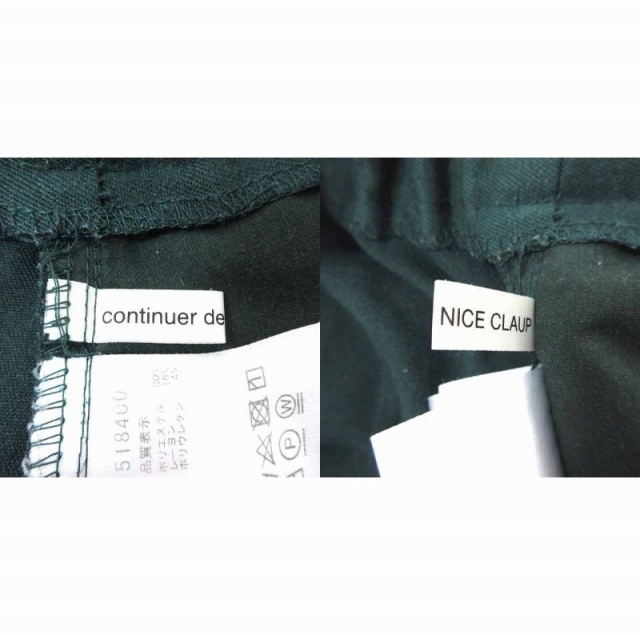 continuer de
518400
品質表示
ポリエステル
レーヨン
ポリウレタン
P
W
NICE CLAUP